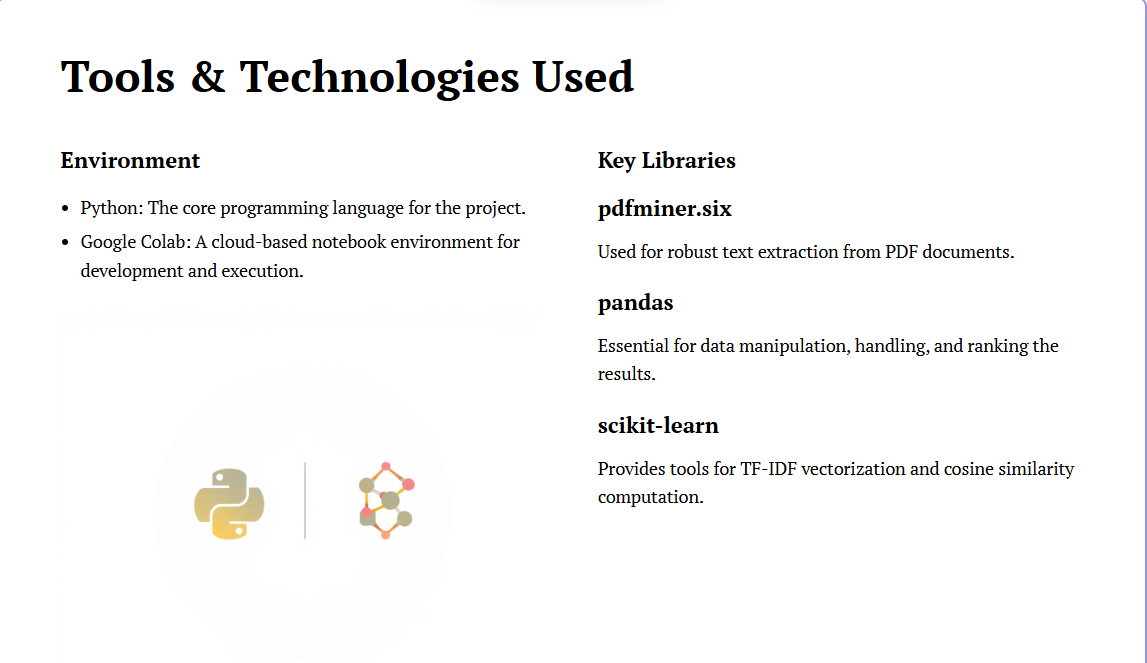 Tools & Technologies Used
Environment
• Python: The core programming language for the project.
• Google Colab: A cloud-based notebook environment for
development and execution.
Key Libraries
pdfminer.six
Used for robust text extraction from PDF documents.
pandas
Essential for data manipulation, handling, and ranking the
results.
scikit-learn
Provides tools for TF-IDF vectorization and cosine similarity
computation.